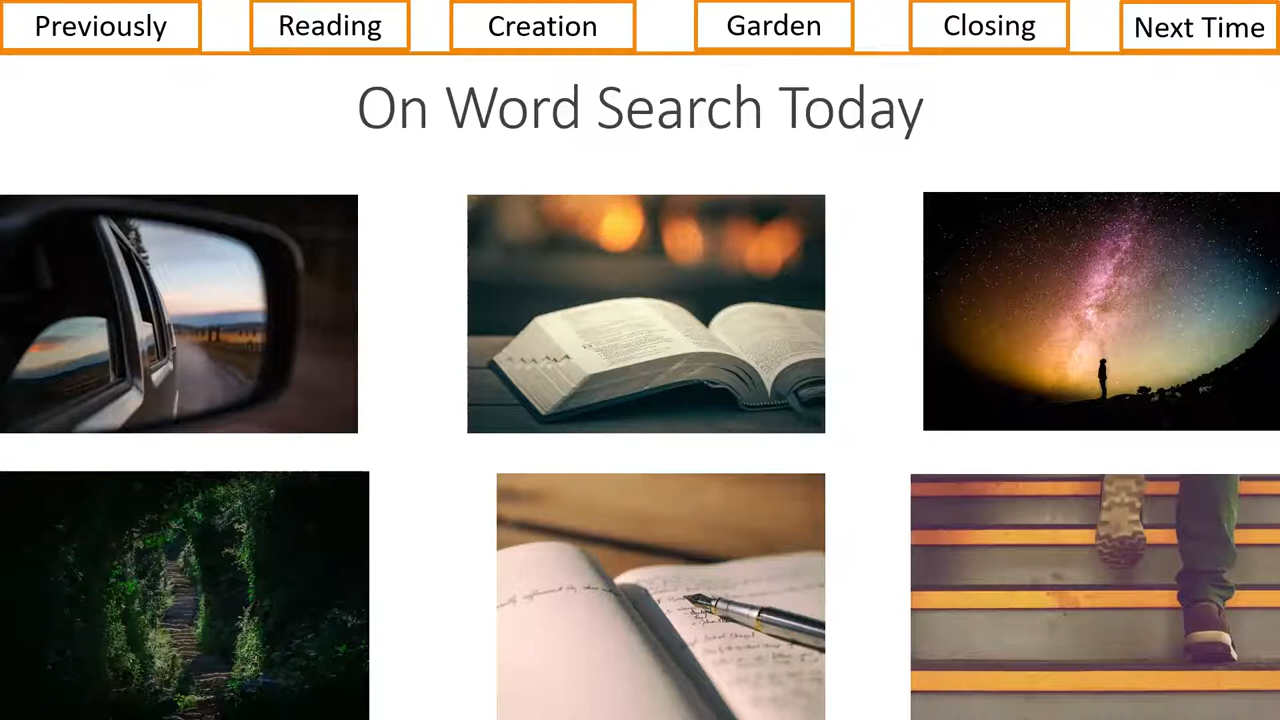 Previously
Reading
Creation
Garden
Closing
Next Time
On Word Search Today